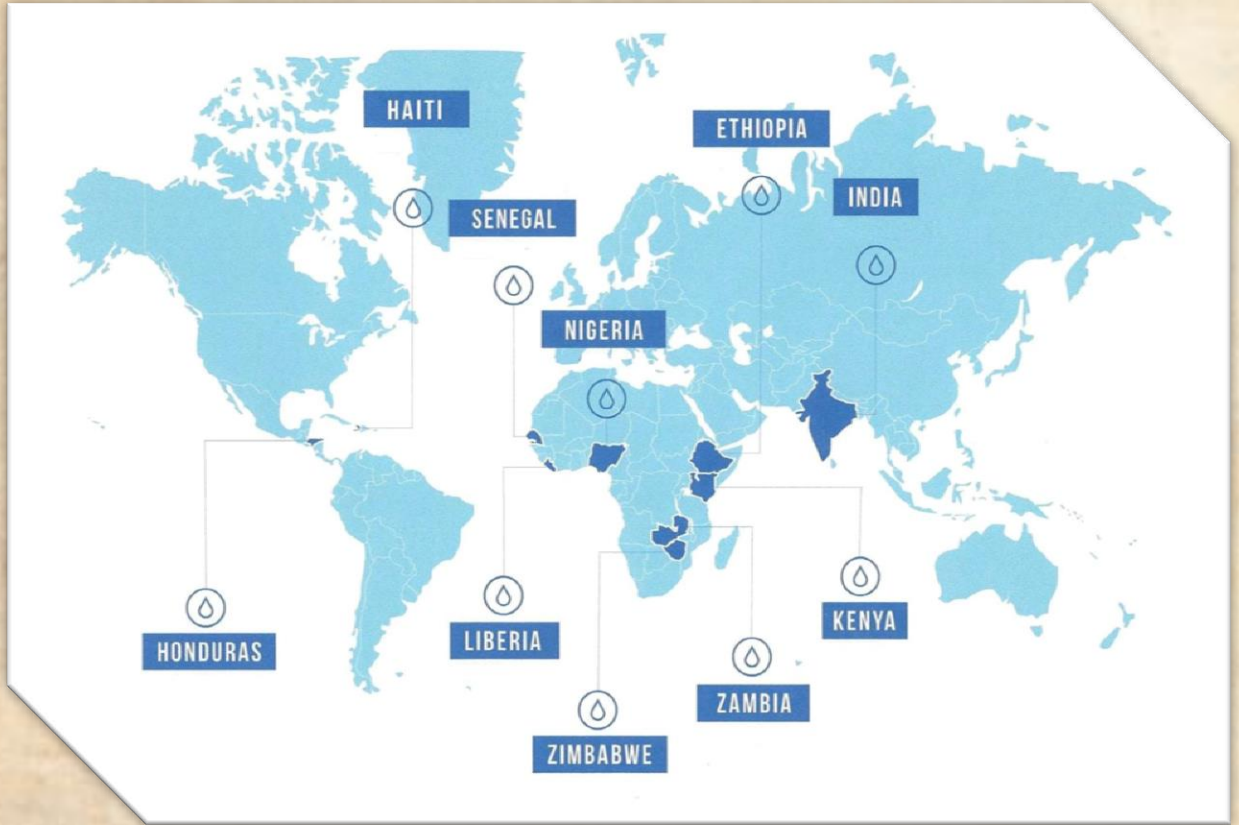 HAITI
ETHIOPIA
INDIA
SENEGAL
NIGERIA
KENYA
LIBERIA
HONDURAS
ZAMBIA
ZIMBABWE